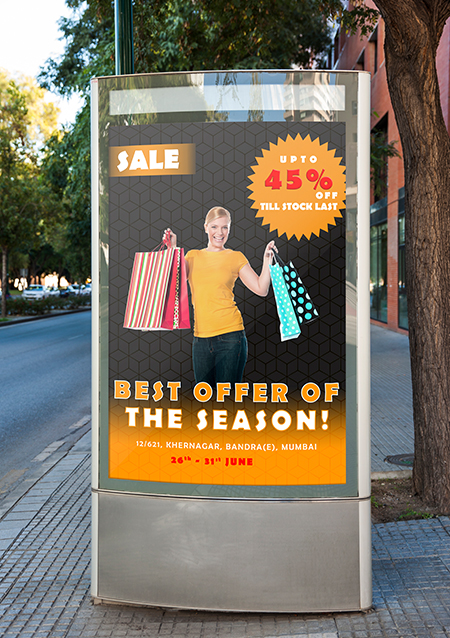 SALE
UPTO
45%
OFF
TILL STOCK LAST
BEST OFFER OF
THE SEASON!
12/621, KHERNAGAR, BANDRA(E), MUMBAI
26th - 31st JUNE